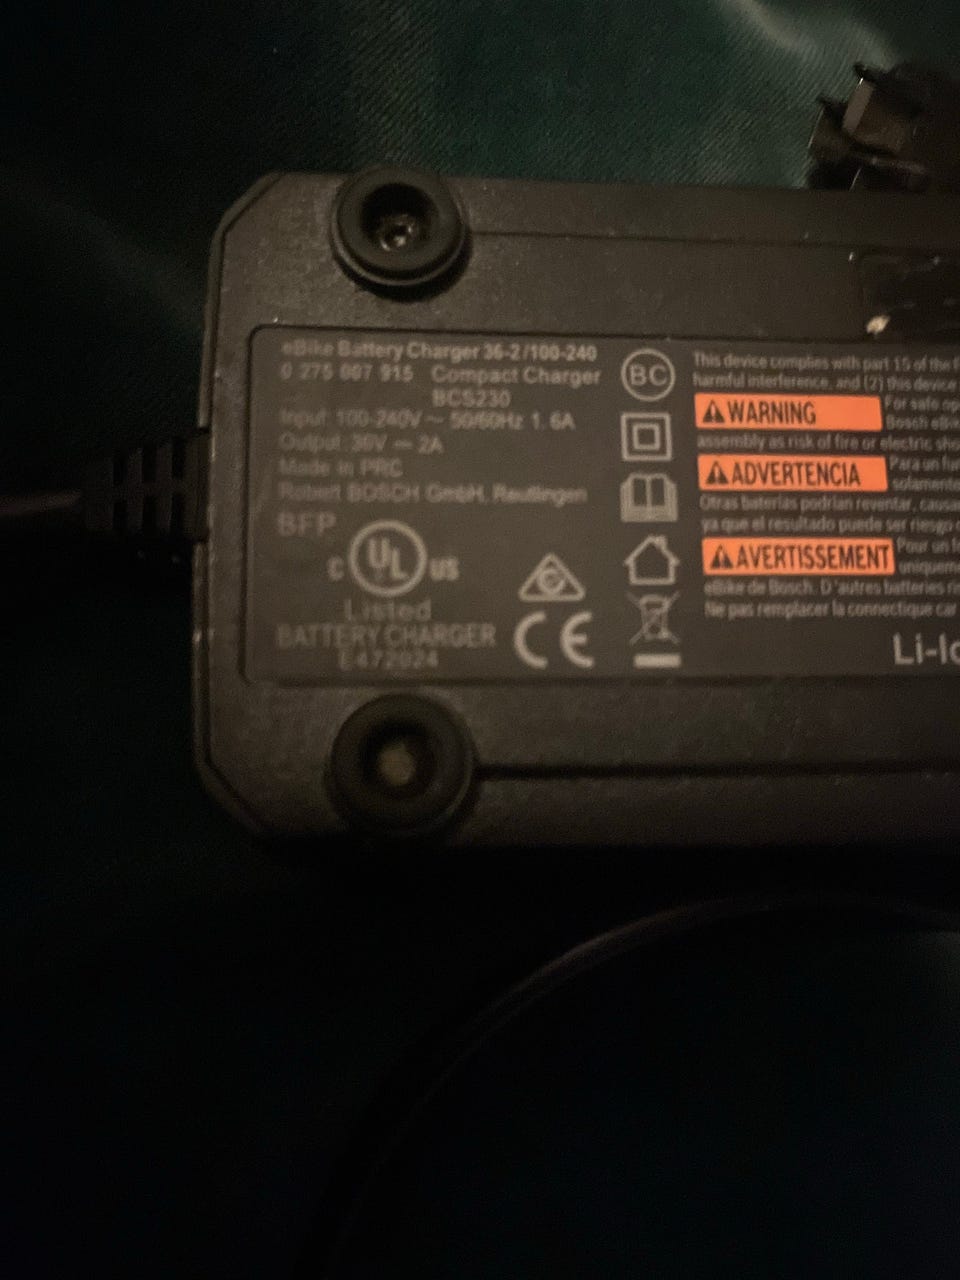 eBike Battery Charger 36-2/100-240
0 275 007 915 Compact Charger
BCS230
Input: 100-240V ~ 50/60Hz 1.6A
Output: 36V ⎓ 2A
Made in PRC
Robert BOSCH GmbH, Reutlingen
BFP
C UL US
Listed
BATTERY CHARGER
E472024
BC
CE
This device complies with part 15 of the
harmful interference, and (2) this device
WARNING
For safe
Bosch
assembly as risk of fire or electric
ADVERTENCIA
Para un
solamente
Otras baterías podrían reventar,
ya que el resultado puede ser riesgo
AVERTISSEMENT
Pour un
eBike de Bosch. D'autres batteries
Ne pas remplacer la connectique car
Li-